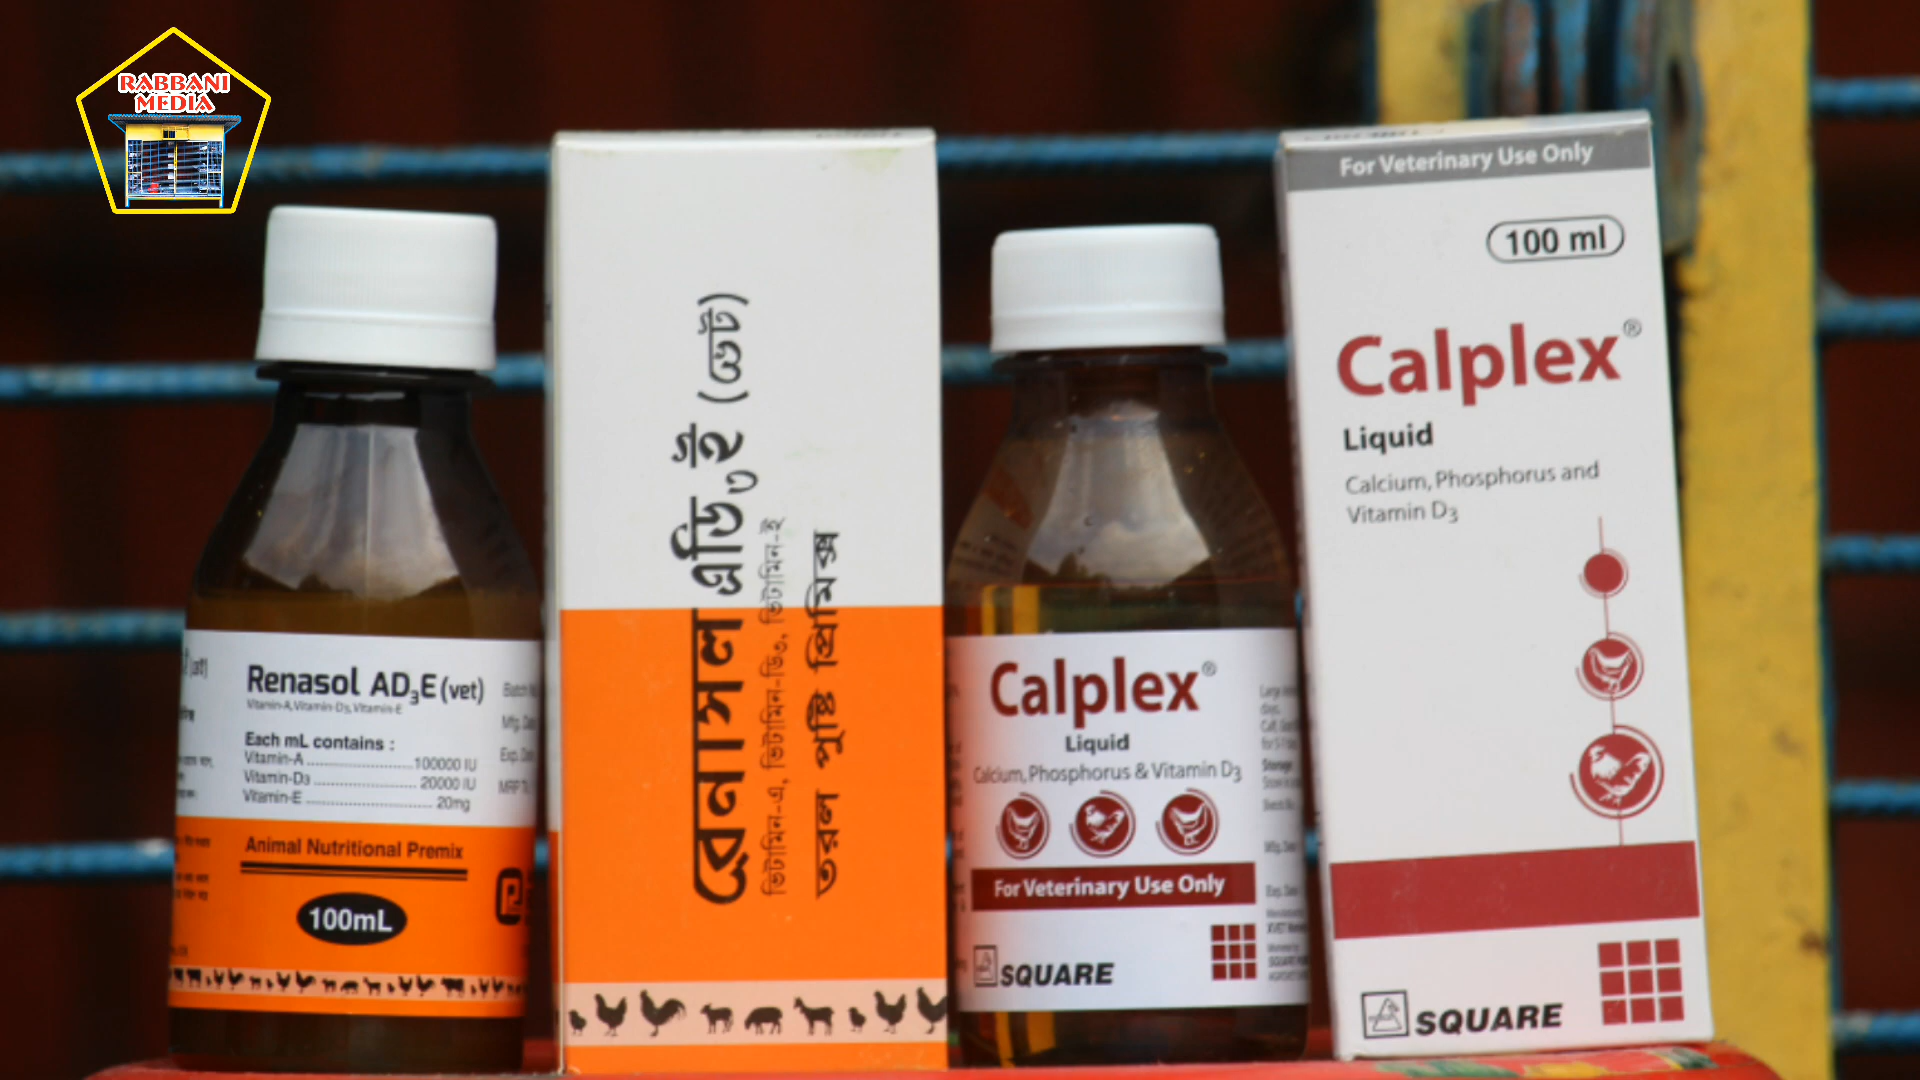 RABBANI
MEDIA
Renasol AD3E (vet)
Vitamin-A, Vitamin-D3, Vitamin-E
Each mL contains :
Vitamin-A ........................ 100000 IU
Vitamin-D3 ........................ 20000 IU
Vitamin-E ........................ 20mg
Animal Nutritional Premix
100mL
Exp. Date
রেনাসল এডি৩ই (ভেট)
ভিটামিন-এ, ভিটামিন-ডি৩, ভিটামিন-ই
তরল পুষ্টি প্রিমিক্স
Calplex®
Liquid
Calcium, Phosphorus & Vitamin D3
For Veterinary Use Only
SQUARE
For Veterinary Use Only
100 ml
Calplex®
Liquid
Calcium, Phosphorus and
Vitamin D3
SQUARE